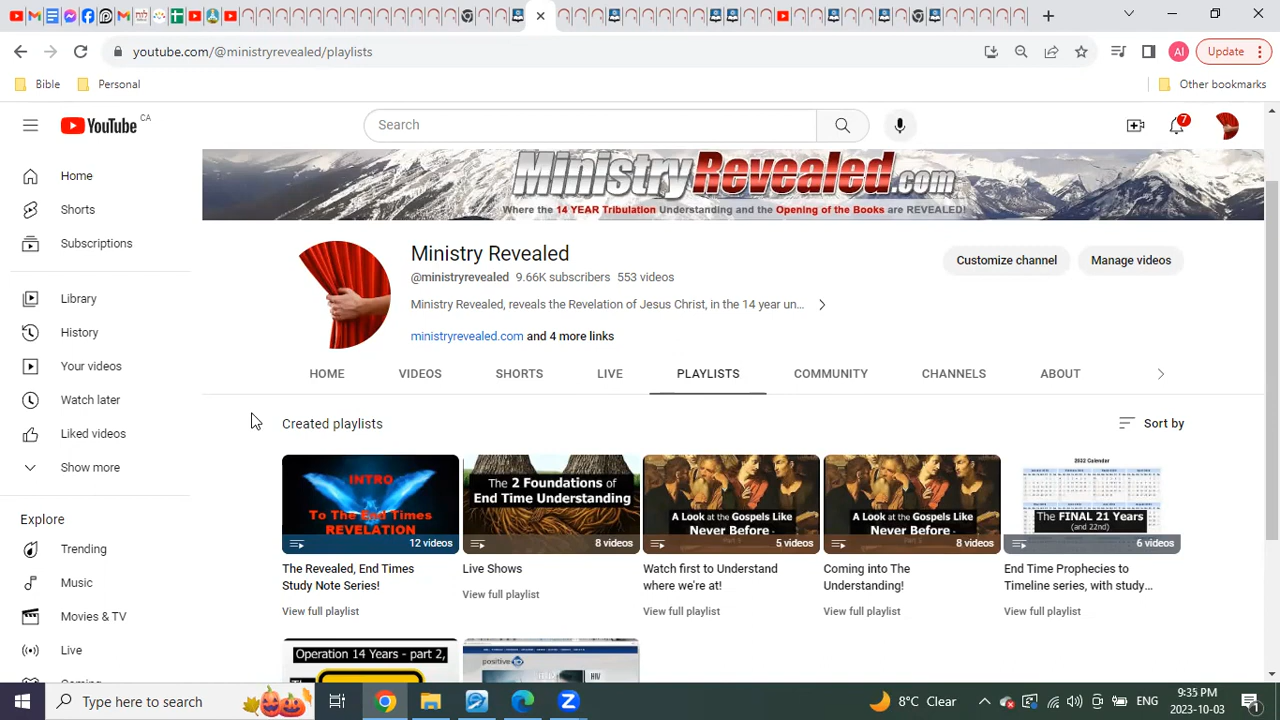 Update
youtube.com/@ministryrevealed/playlists
Bible
Personal
Other bookmarks
YouTube CA
Search
7
Home
Shorts
Subscriptions
Library
History
Your videos
Watch later
Liked videos
Show more
Explore
Trending
Music
Movies & TV
Live
MinistryRevealed.com
Where the 14 YEAR Tribulation Understanding and the Opening of the Books are REVEALED!
Ministry Revealed
@ministryrevealed 9.66K subscribers 553 videos
Ministry Revealed, reveals the Revelation of Jesus Christ, in the 14 year un...
ministryrevealed.com and 4 more links
Customize channel
Manage videos
HOME VIDEOS SHORTS LIVE PLAYLISTS COMMUNITY CHANNELS ABOUT
Created playlists
Sort by
INTRO
To The End Times
REVELATION
12 videos
The Revealed, End Times
Study Note Series!
View full playlist
The 2 Foundations of
End Time Understanding
8 videos
Live Shows
View full playlist
A Look at the Gospels Like
Never Before
5 videos
Watch first to Understand
where we're at!
View full playlist
A Look at the Gospels Like
Never Before
8 videos
Coming into The
Understanding!
View full playlist
2022 Calendar
The FINAL 21 Years
(and 22nd)
6 videos
End Time Prophecies to
Timeline series, with study...
View full playlist
Operation 14 Years - part 2,
positive
HIV
Type here to search
8°C Clear
ENG
9:35 PM
2023-10-03
1
AI